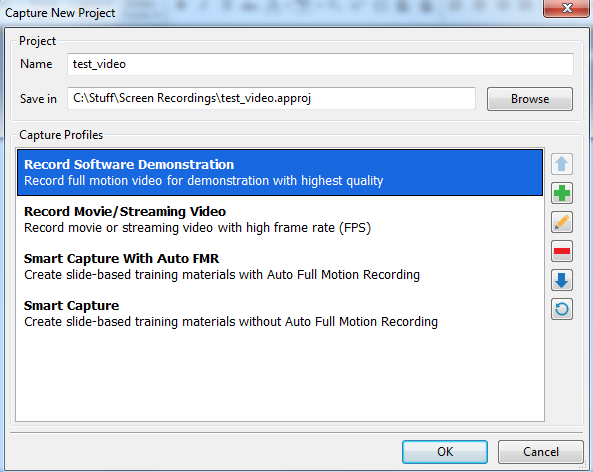 Capture New Project
Project
Name
test_video
Save in
C:\Stuff\Screen Recordings\test_video.approj
Browse
Capture Profiles
Record Software Demonstration
Record full motion video for demonstration with highest quality
Record Movie/Streaming Video
Record movie or streaming video with high frame rate (FPS)
Smart Capture With Auto FMR
Create slide-based training materials with Auto Full Motion Recording
Smart Capture
Create slide-based training materials without Auto Full Motion Recording
OK
Cancel